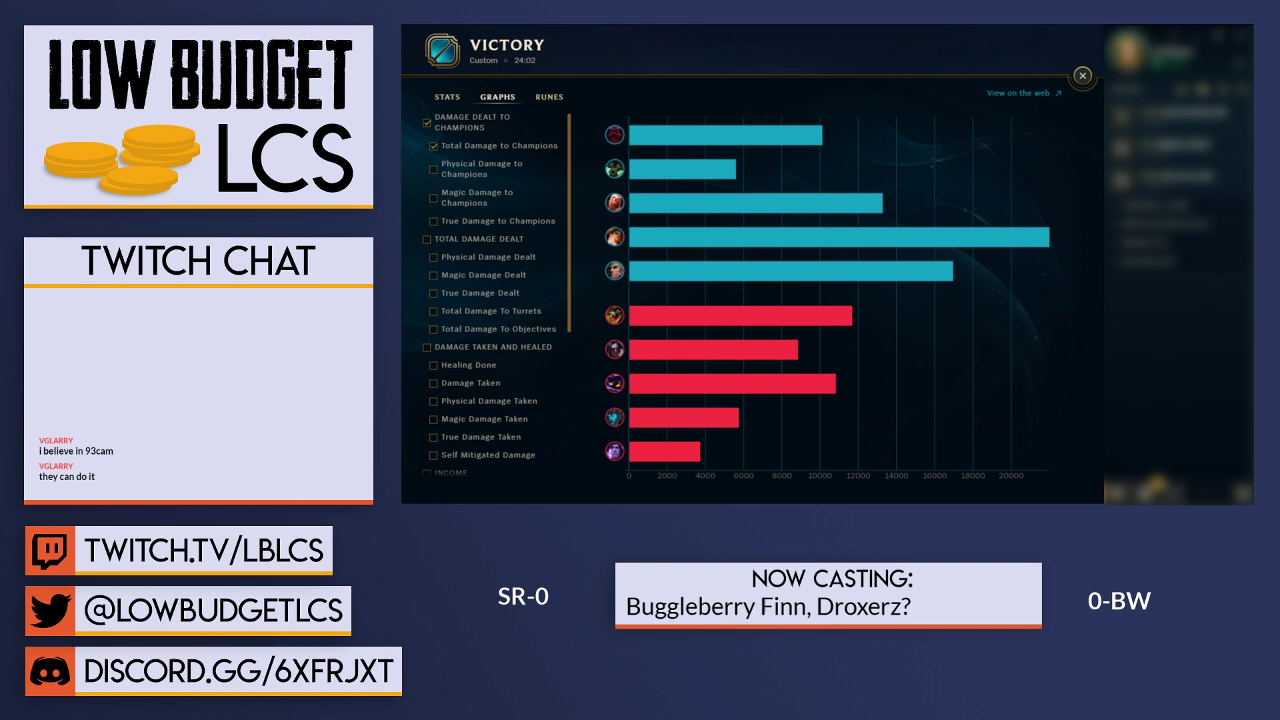 LOW BUDGET
LCS
TWITCH CHAT
VGLARRY
i believe in 93cam
VGLARRY
they can do it
TWITCH.TV/LBLCS
@LOWBUDGETLCS
DISCORD.GG/6XFRJXT
VICTORY
Custom • 24:02
View on the web
STATS GRAPHS RUNES
DAMAGE DEALT TO
CHAMPIONS
Total Damage to Champions
Physical Damage to
Champions
Magic Damage to
Champions
True Damage to Champions
TOTAL DAMAGE DEALT
Physical Damage Dealt
Magic Damage Dealt
True Damage Dealt
Total Damage To Turrets
Total Damage To Objectives
DAMAGE TAKEN AND HEALED
Healing Done
Damage Taken
Physical Damage Taken
Magic Damage Taken
True Damage Taken
Self Mitigated Damage
INCOME
0 2000 4000 6000 8000 10000 12000 14000 16000 18000 20000
SR-0
NOW CASTING:
Buggleberry Finn, Droxerz?
0-BW